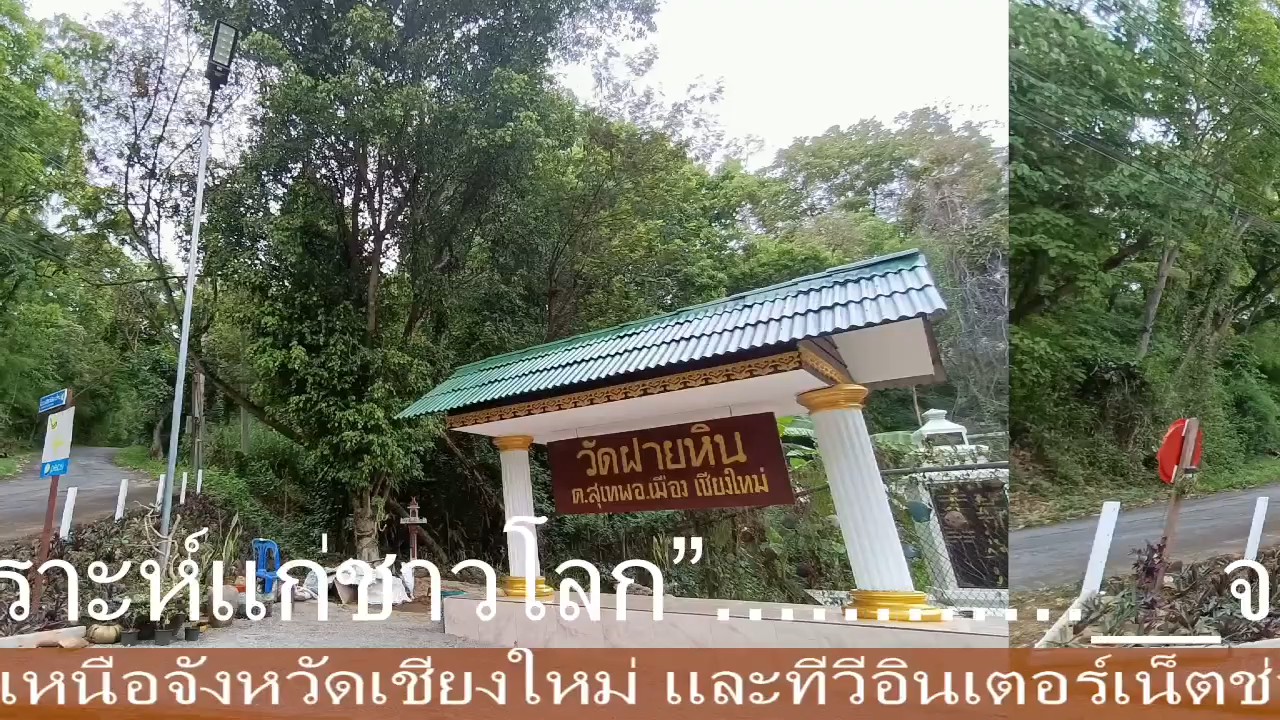 วัดฝายหิน
ต.สุเทพ อ.เมือง เชียงใหม่
ราะห์แก่ชาวโลก” ............ จ
เหนือจังหวัดเชียงใหม่ และทีวีอินเตอร์เน็ตช่